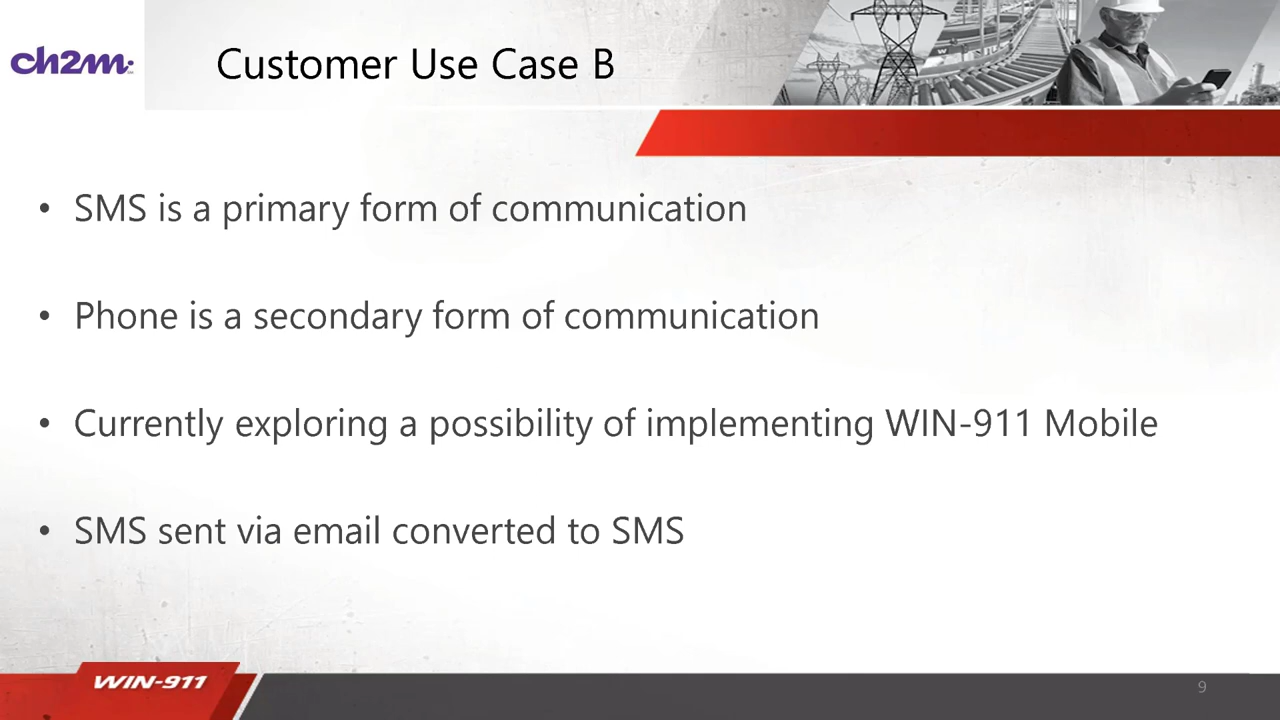 ch2m:
Customer Use Case B
• SMS is a primary form of communication
• Phone is a secondary form of communication
• Currently exploring a possibility of implementing WIN-911 Mobile
• SMS sent via email converted to SMS
WIN-911
9